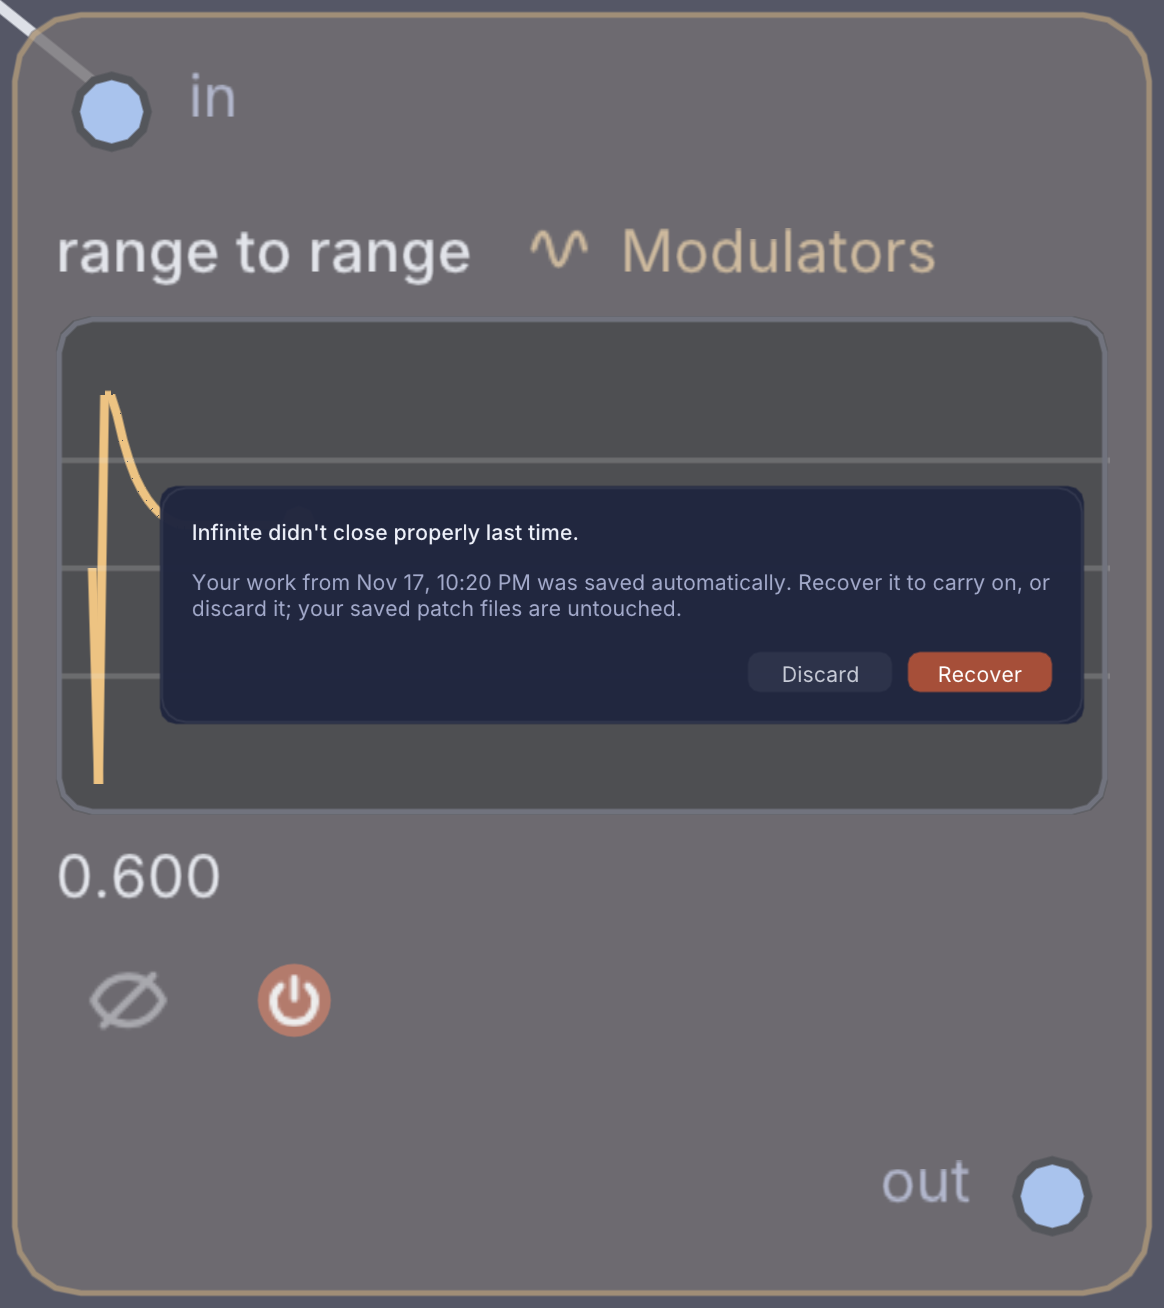 in
range to range Modulators
Infinite didn't close properly last time.
Your work from Nov 17, 10:20 PM was saved automatically. Recover it to carry on, or
discard it; your saved patch files are untouched.
Discard Recover
0.600
out